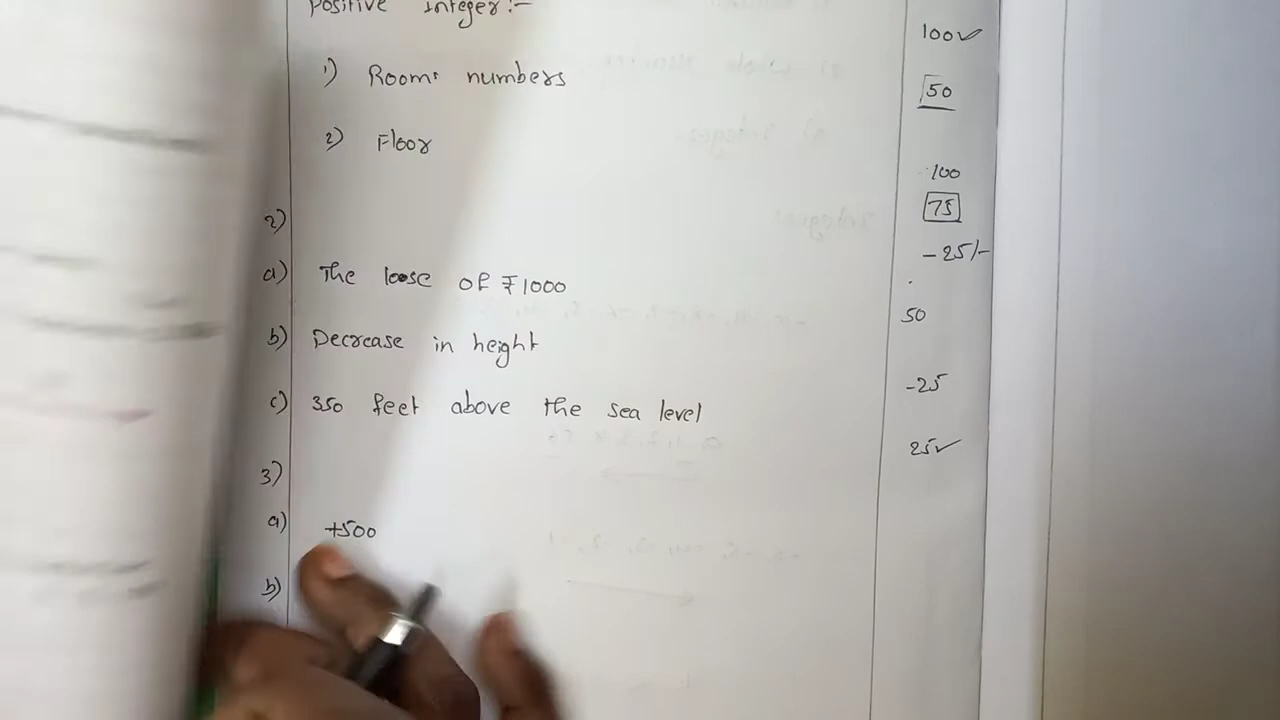 Positive Integer:-
1) Rooms numbers
2) Floor
2)
a) The loose of ₹1000
b) Decrease in height
c) 350 feet above the sea level
3)
a) +500
b)
100✓
50
100
75
-25/-
50
-25
25✓